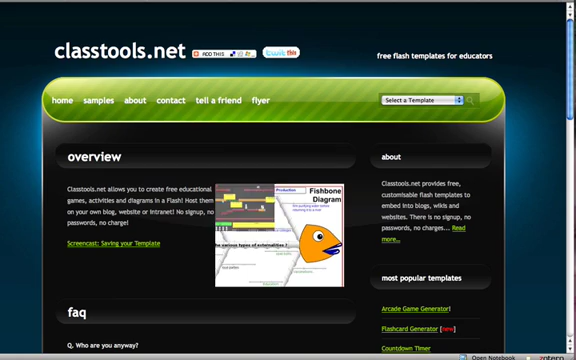 classtools.net
ADD THIS
twit this
free flash templates for educators
home samples about contact tell a friend flyer
Select a Template
overview
Classtools.net allows you to create free educational
games, activities and diagrams in a Flash! Host them
on your own blog, website or intranet! No signup, no
passwords, no charge!
Screencast: Saving your Template
Production
Fishbone
Diagram
the various types of externalities ?
faq
Q. Who are you anyway?
about
Classtools.net provides free,
customisable flash templates to
embed into blogs, wikis and
websites. There is no signup, no
passwords, no charges... Read
more...
most popular templates
Arcade Game Generator!
Flashcard Generator [new]
Countdown Timer
Open Notebook
zotero